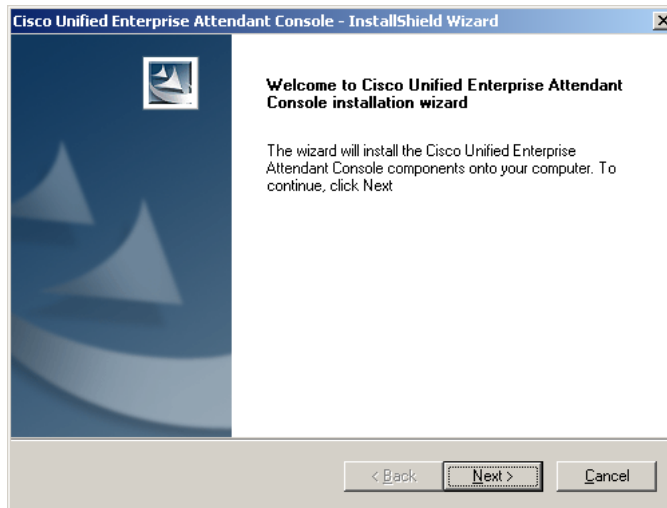 Cisco Unified Enterprise Attendant Console - InstallShield Wizard
Welcome to Cisco Unified Enterprise Attendant
Console installation wizard
The wizard will install the Cisco Unified Enterprise
Attendant Console components onto your computer. To
continue, click Next
< Back
Next >
Cancel